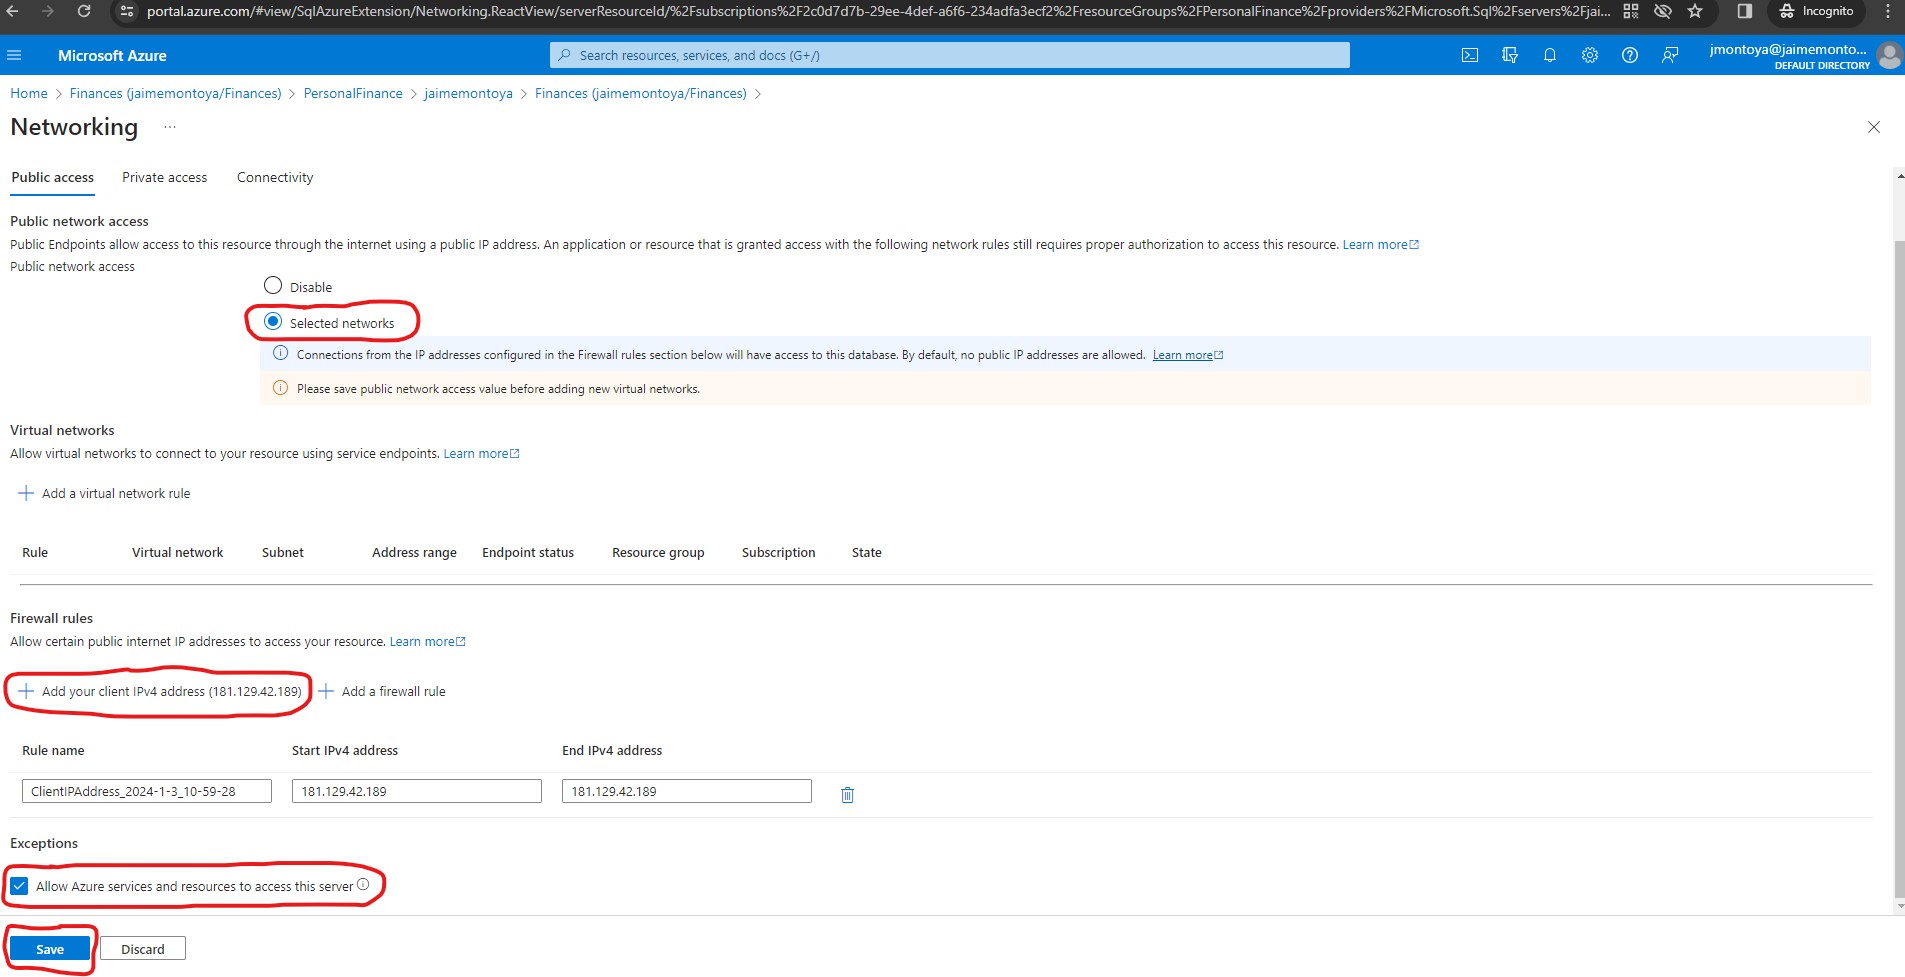 portal.azure.com/#view/SqlAzureExtension/Networking.ReactView/serverResourceId/%2Fsubscriptions%2F2c0d7d7b-29ee-4def-a6f6-234adfa3ecf2%2FresourceGroups%2FPersonalFinance%2Fproviders%2FMicrosoft.Sql%2Fservers%2Fjai... Incognito
Microsoft Azure
Search resources, services, and docs (G+/)
jmontoya@jaimemonto...
DEFAULT DIRECTORY
Home > Finances (jaimemontoya/Finances) > PersonalFinance > jaimemontoya > Finances (jaimemontoya/Finances) >
Networking ...
Public access Private access Connectivity
Public network access
Public Endpoints allow access to this resource through the internet using a public IP address. An application or resource that is granted access with the following network rules still requires proper authorization to access this resource. Learn more
Public network access
Disable
Selected networks
Connections from the IP addresses configured in the Firewall rules section below will have access to this database. By default, no public IP addresses are allowed. Learn more
Please save public network access value before adding new virtual networks.
Virtual networks
Allow virtual networks to connect to your resource using service endpoints. Learn more
+ Add a virtual network rule
Rule Virtual network Subnet Address range Endpoint status Resource group Subscription State
Firewall rules
Allow certain public internet IP addresses to access your resource. Learn more
+ Add your client IPv4 address (181.129.42.189) + Add a firewall rule
Rule name Start IPv4 address End IPv4 address
ClientIPAddress_2024-1-3_10-59-28 181.129.42.189 181.129.42.189
Exceptions
Allow Azure services and resources to access this server
Save Discard